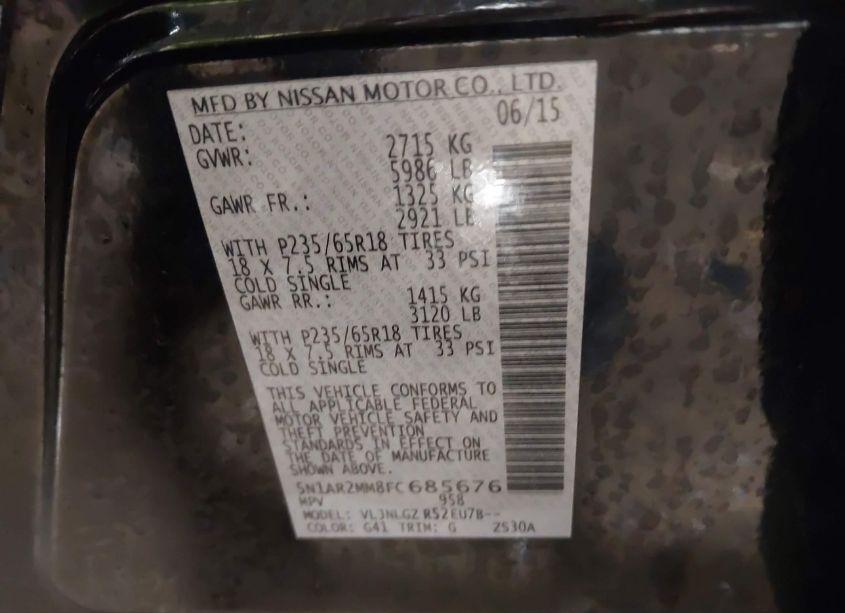 MFD BY NISSAN MOTOR CO., LTD.
DATE: 06/15
GVWR: 2715 KG
5986 LB
GAWR FR.: 1325 KG
2921 LB
WITH P235/65R18 TIRES
18 X 7.5 RIMS AT 33 PSI
COLD SINGLE
GAWR RR.: 1415 KG
3120 LB
WITH P235/65R18 TIRES
18 X 7.5 RIMS AT 33 PSI
COLD SINGLE
THIS VEHICLE CONFORMS TO
ALL APPLICABLE FEDERAL
MOTOR VEHICLE SAFETY AND
THEFT PREVENTION
STANDARDS IN EFFECT ON
THE DATE OF MANUFACTURE
SHOWN ABOVE.
5N1AR2MM8FC685676
MPV 958
MODEL: VLJNLGZ R52EU7B--
COLOR: G41 TRIM: G ZS30A